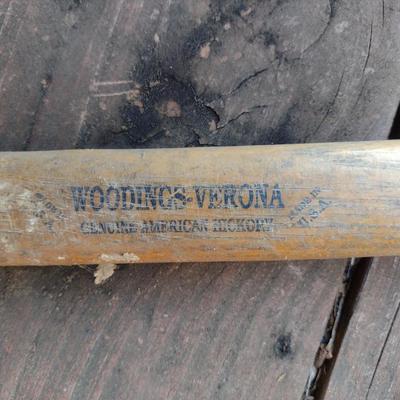 WOODINGS-VERONA
GENUINE AMERICAN HICKORY
MADE IN
U.S.A.